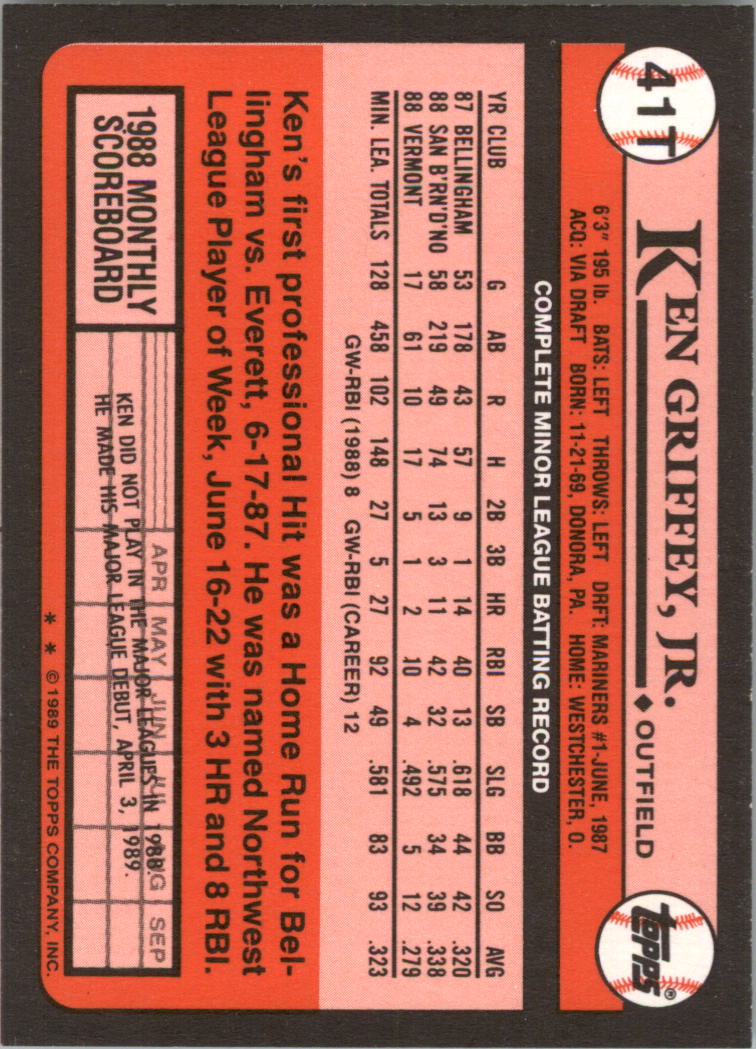 41T
KEN GRIFFEY, JR. ♦ OUTFIELD
topps®
6'3" 195 lb. BATS: LEFT THROWS: LEFT DRFT: MARINERS #1-JUNE, 1987
ACQ: VIA DRAFT BORN: 11-21-69, DONORA, PA. HOME: WESTCHESTER, O.
COMPLETE MINOR LEAGUE BATTING RECORD
YR CLUB G AB R H 2B 3B HR RBI SB SLG BB SO AVG
87 BELLINGHAM 53 178 43 57 9 1 14 40 13 .618 44 42 .320
88 SAN B'RN'D'NO 58 219 49 74 13 3 11 42 32 .575 34 39 .338
88 VERMONT 17 61 10 17 5 1 2 10 4 .492 5 12 .279
MIN. LEA. TOTALS 128 458 102 148 27 5 27 92 49 .581 83 93 .323
GW-RBI (1988) 8 GW-RBI (CAREER) 12
Ken's first professional Hit was a Home Run for Bel-
lingham vs. Everett, 6-17-87. He was named Northwest
League Player of Week, June 16-22 with 3 HR and 8 RBI.
1988 MONTHLY
SCOREBOARD
APR MAY JUN JUL AUG SEP
KEN DID NOT PLAY IN THE MAJOR LEAGUES IN 1988.
HE MADE HIS MAJOR LEAGUE DEBUT, APRIL 3, 1989.
* * © 1989 THE TOPPS COMPANY, INC.